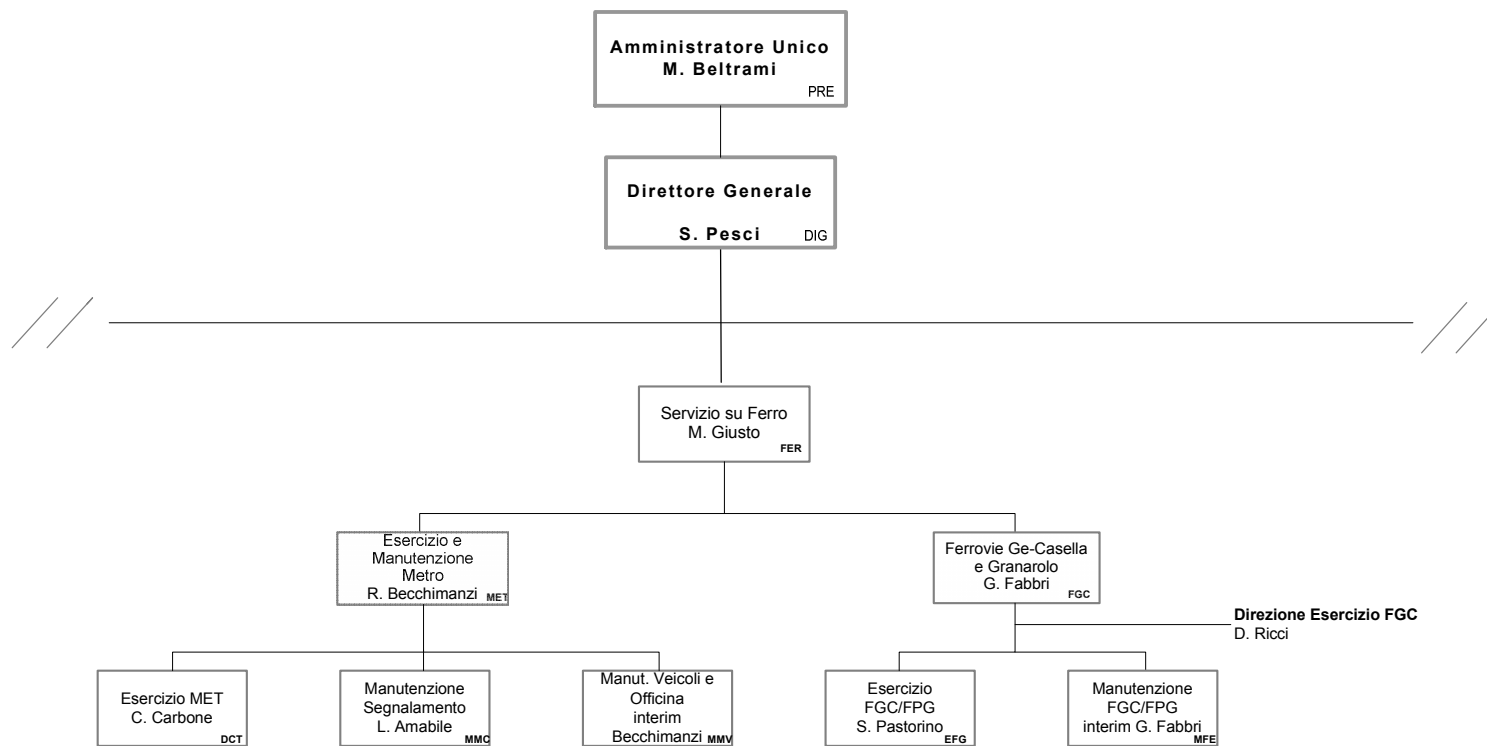 Amministratore Unico
M. Beltrami
PRE
Direttore Generale
S. Pesci DIG
Servizio su Ferro
M. Giusto
FER
Esercizio e
Manutenzione
Metro
R. Becchimanzi MET
Ferrovie Ge-Casella
e Granarolo
G. Fabbri
FGC
Direzione Esercizio FGC
D. Ricci
Esercizio MET
C. Carbone
DCT
Manutenzione
Segnalamento
L. Amabile
MMC
Manut. Veicoli e
Officina
interim
Becchimanzi MMV
Esercizio
FGC/FPG
S. Pastorino
EFG
Manutenzione
FGC/FPG
interim G. Fabbri
MFE